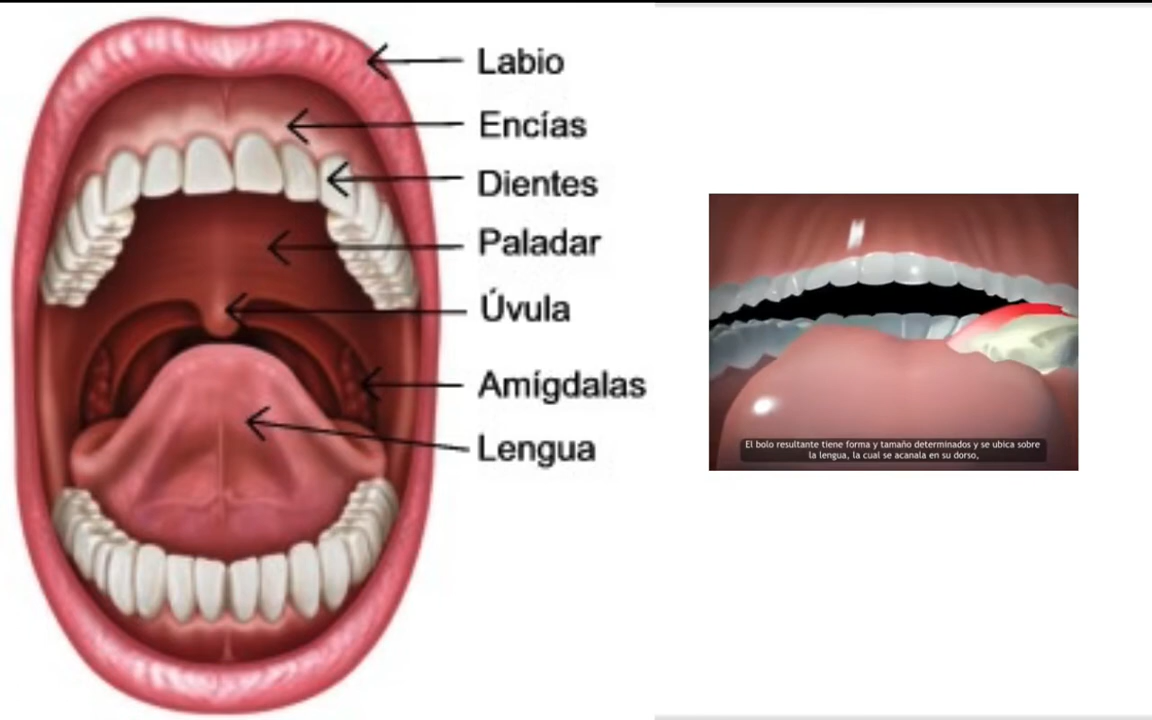 Labio
Encías
Dientes
Paladar
Úvula
Amígdalas
Lengua
El bolo resultante tiene forma y tamaño determinados y se ubica sobre
la lengua, la cual se acanala en su dorso,